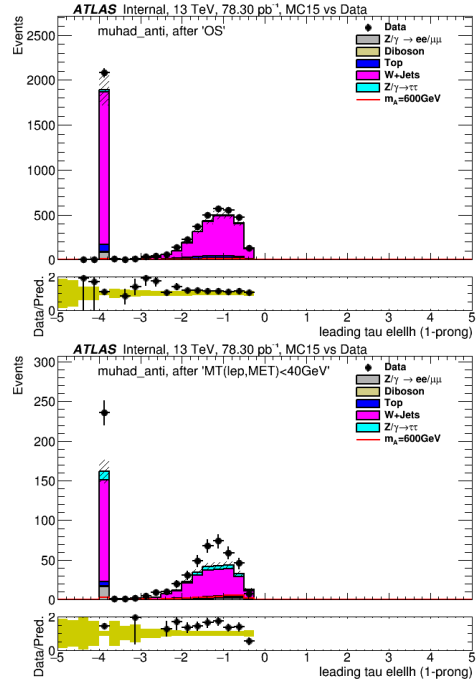 ATLAS Internal, 13 TeV, 78.30 pb⁻¹, MC15 vs Data
Events
muhad_anti, after 'OS'
Data
Z/γ → ee/μμ
Diboson
Top
W+Jets
Z/γ→ττ
m_A=600GeV
2500
2000
1500
1000
500
0
Data/Pred.
2
1
0
−5 −4 −3 −2 −1 0 1 2 3 4 5
leading tau elellh (1-prong)
ATLAS Internal, 13 TeV, 78.30 pb⁻¹, MC15 vs Data
Events
muhad_anti, after 'MT(lep,MET)<40GeV'
Data
Z/γ → ee/μμ
Diboson
Top
W+Jets
Z/γ→ττ
m_A=600GeV
300
250
200
150
100
50
0
Data/Pred.
2
1
0
−5 −4 −3 −2 −1 0 1 2 3 4 5
leading tau elellh (1-prong)